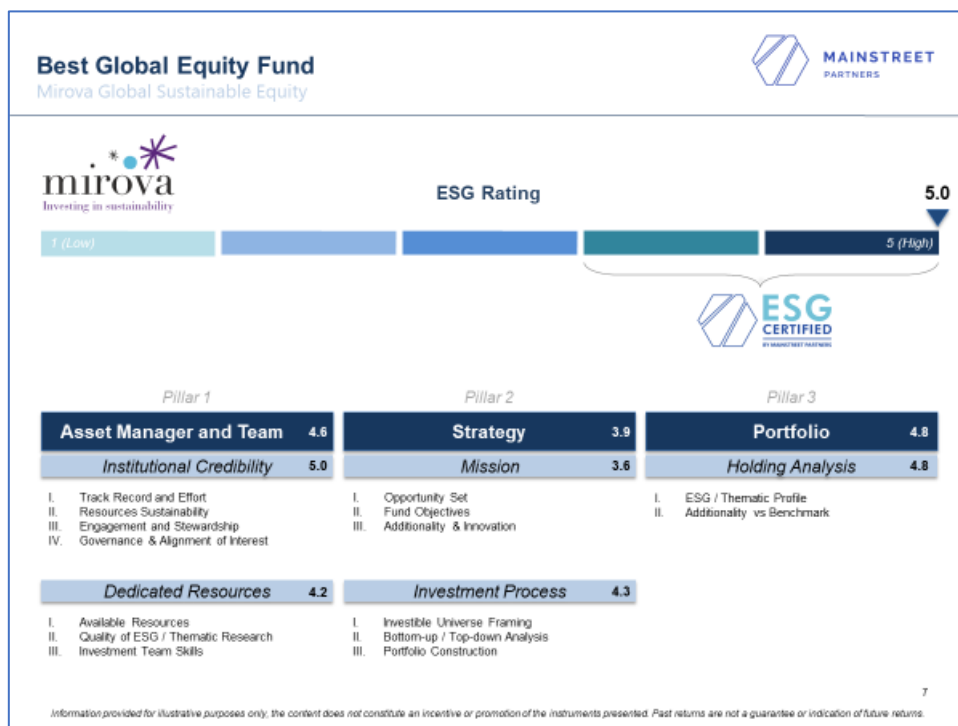 Best Global Equity Fund
Mirova Global Sustainable Equity
MAINSTREET
PARTNERS
mirova
Investing in sustainability
ESG Rating
5.0
1 (Low)
5 (High)
ESG
CERTIFIED
BY MAINSTREET PARTNERS
Pillar 1
Pillar 2
Pillar 3
Asset Manager and Team 4.6
Strategy 3.9
Portfolio 4.8
Institutional Credibility 5.0
Mission 3.6
Holding Analysis 4.8
I. Track Record and Effort
II. Resources Sustainability
III. Engagement and Stewardship
IV. Governance & Alignment of Interest
I. Opportunity Set
II. Fund Objectives
III. Additionality & Innovation
I. ESG / Thematic Profile
II. Additionality vs Benchmark
Dedicated Resources 4.2
Investment Process 4.3
I. Available Resources
II. Quality of ESG / Thematic Research
III. Investment Team Skills
I. Investible Universe Framing
II. Bottom-up / Top-down Analysis
III. Portfolio Construction
7
Information provided for illustrative purposes only, the content does not constitute an incentive or promotion of the instruments presented. Past returns are not a guarantee or indication of future returns.